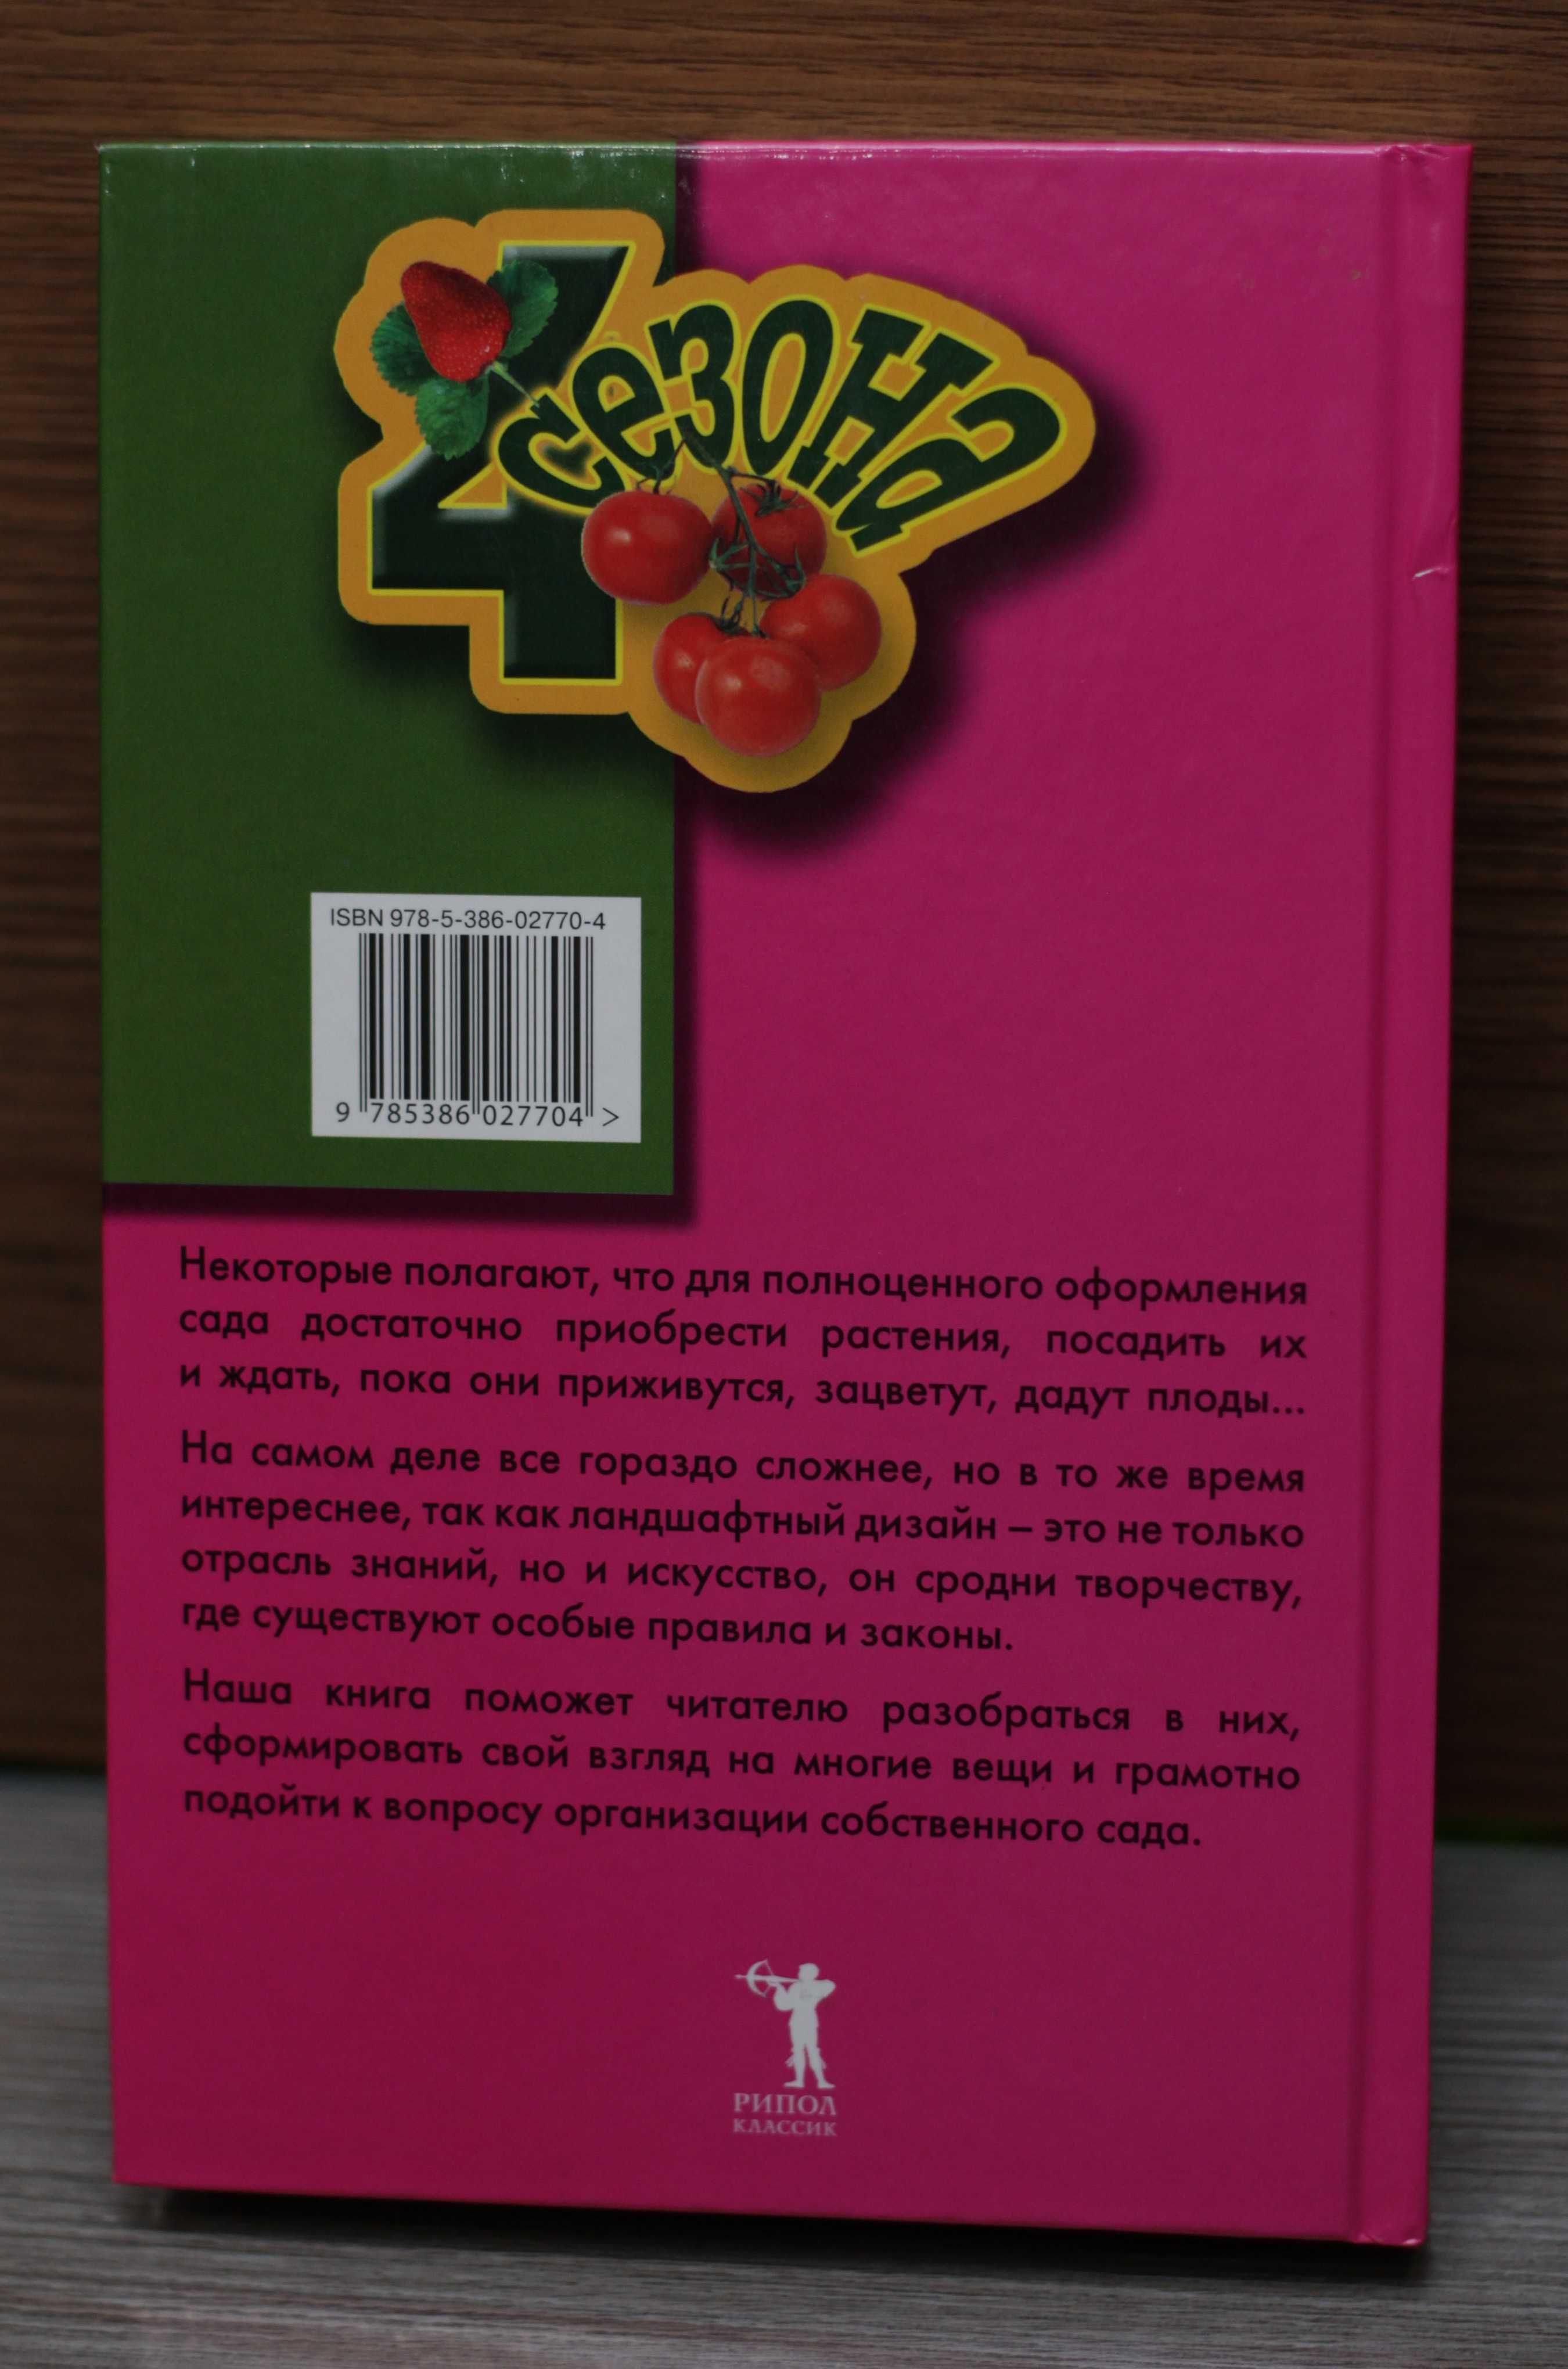 4 сезона
ISBN 978-5-386-02770-4
9 785386 027704 >
Некоторые полагают, что для полноценного оформления
сада достаточно приобрести растения, посадить их
и ждать, пока они приживутся, зацветут, дадут плоды...
На самом деле все гораздо сложнее, но в то же время
интереснее, так как ландшафтный дизайн – это не только
отрасль знаний, но и искусство, он сродни творчеству,
где существуют особые правила и законы.
Наша книга поможет читателю разобраться в них,
сформировать свой взгляд на многие вещи и грамотно
подойти к вопросу организации собственного сада.
РИПОЛ
КЛАССИК